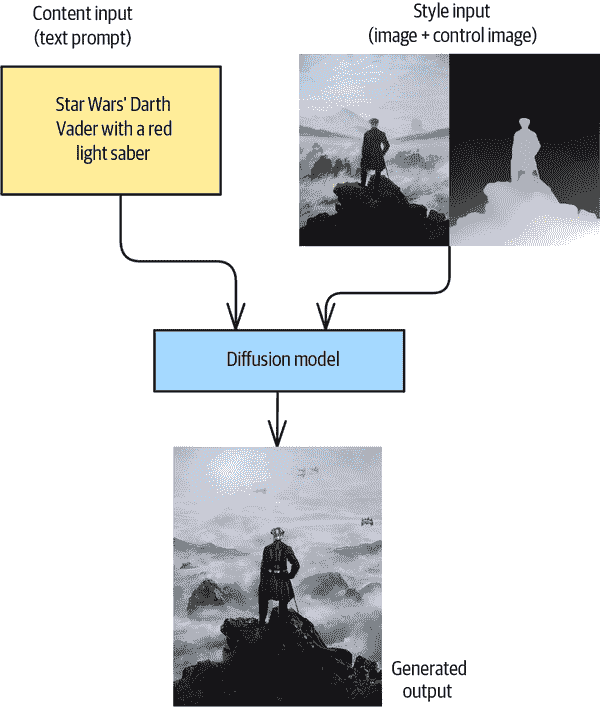 Content input
(text prompt)
Style input
(image + control image)
Star Wars' Darth
Vader with a red
light saber
Diffusion model
Generated
output